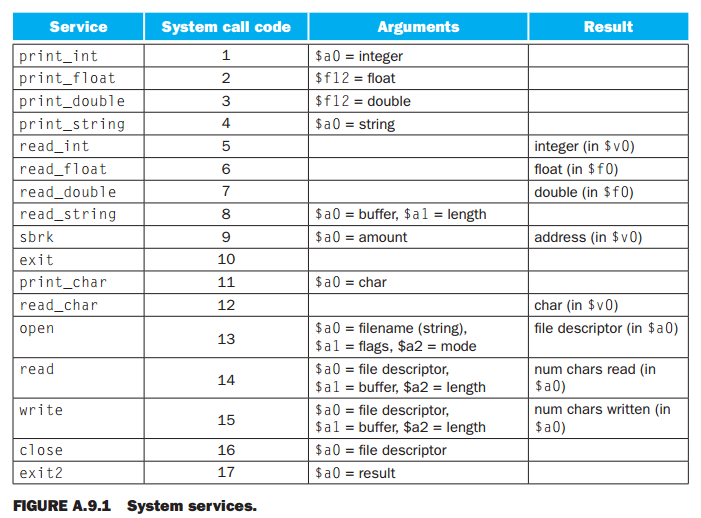 Service System call code Arguments Result
print_int 1 $a0 = integer
print_float 2 $f12 = float
print_double 3 $f12 = double
print_string 4 $a0 = string
read_int 5 integer (in $v0)
read_float 6 float (in $f0)
read_double 7 double (in $f0)
read_string 8 $a0 = buffer, $a1 = length
sbrk 9 $a0 = amount address (in $v0)
exit 10
print_char 11 $a0 = char
read_char 12 char (in $v0)
open 13 $a0 = filename (string), file descriptor (in $a0)
$a1 = flags, $a2 = mode
read 14 $a0 = file descriptor, num chars read (in
$a1 = buffer, $a2 = length $a0)
write 15 $a0 = file descriptor, num chars written (in
$a1 = buffer, $a2 = length $a0)
close 16 $a0 = file descriptor
exit2 17 $a0 = result
FIGURE A.9.1 System services.